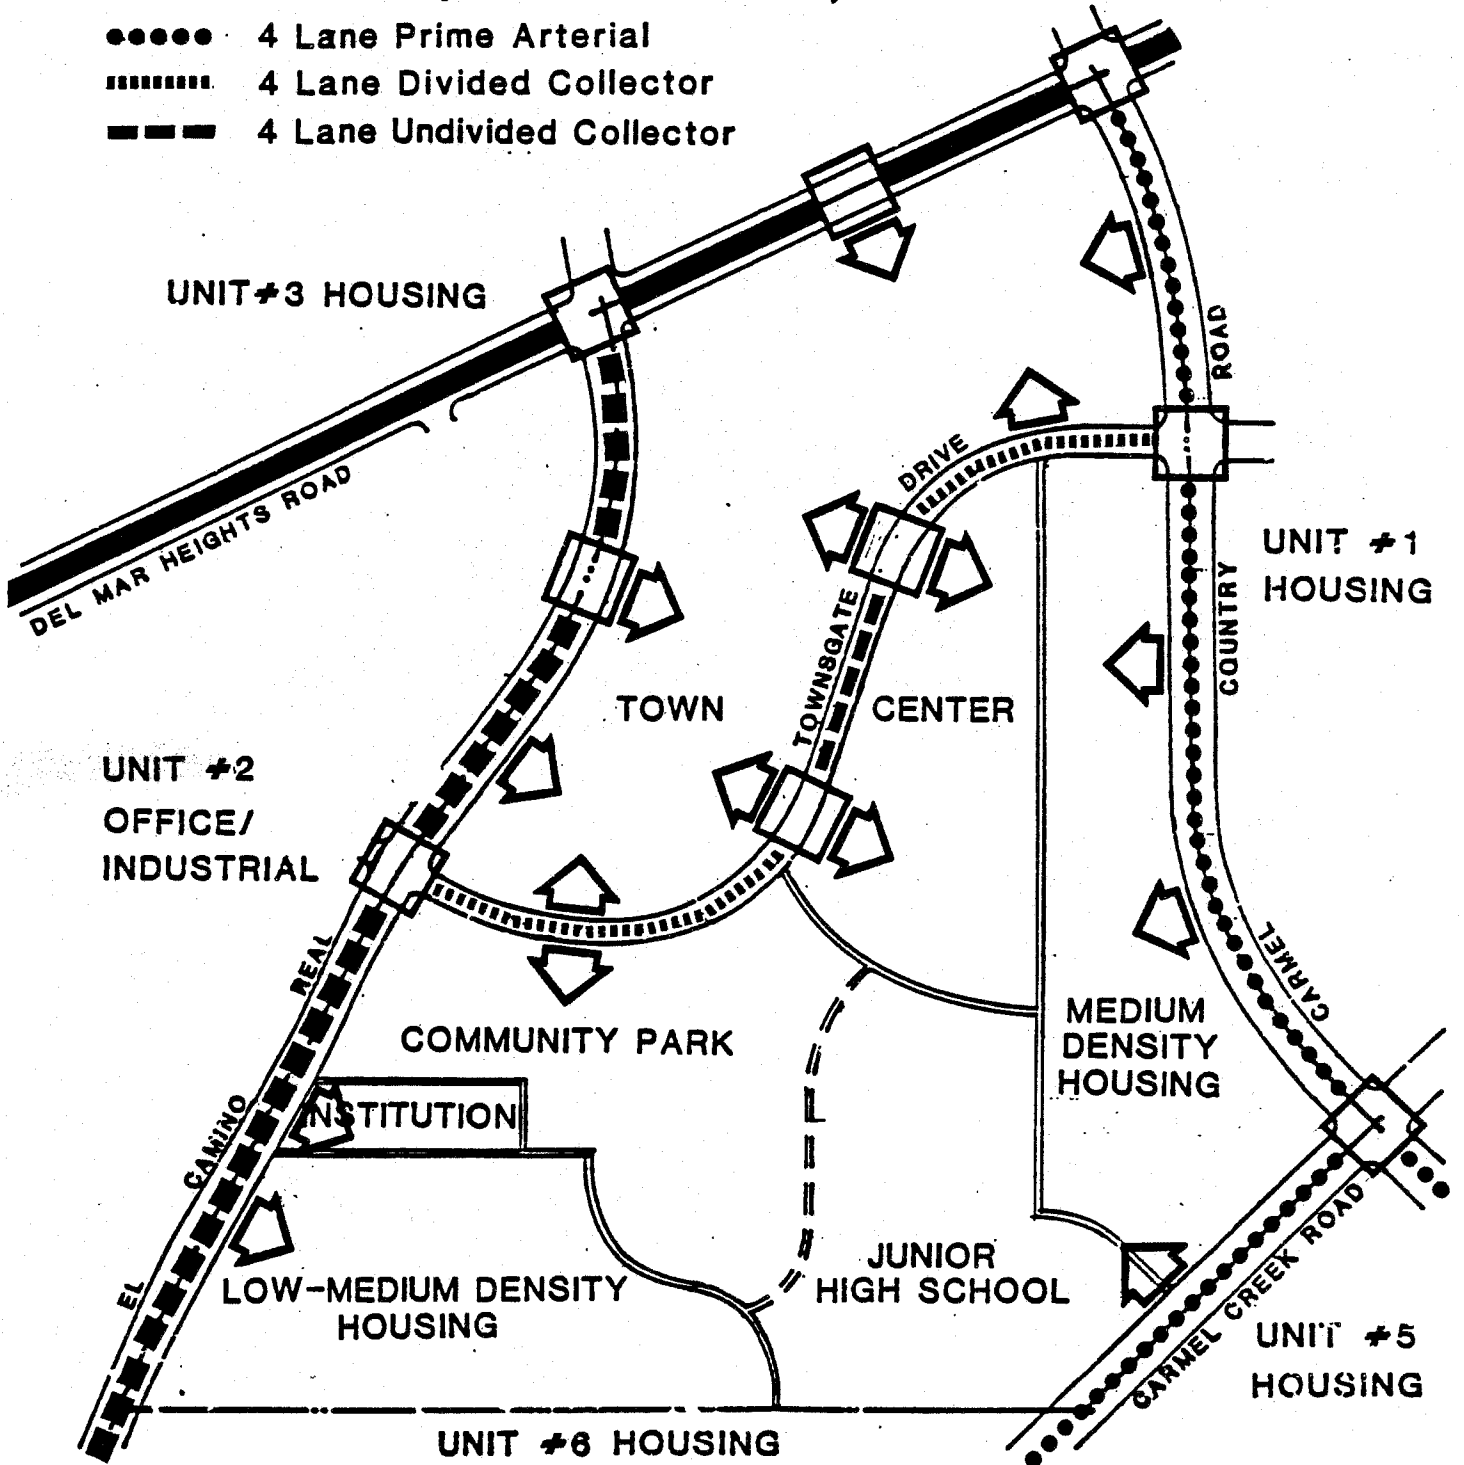 4 Lane Prime Arterial
4 Lane Divided Collector
4 Lane Undivided Collector
UNIT #3 HOUSING
DEL MAR HEIGHTS ROAD
ROAD
COUNTRY
CARMEL
DRIVE
TOWNSGATE
UNIT #1
HOUSING
TOWN CENTER
UNIT #2
OFFICE/
INDUSTRIAL
REAL
CAMINO
EL
COMMUNITY PARK
INSTITUTION
MEDIUM
DENSITY
HOUSING
LOW-MEDIUM DENSITY
HOUSING
JUNIOR
HIGH SCHOOL
CARMEL CREEK ROAD
UNIT #5
HOUSING
UNIT #6 HOUSING